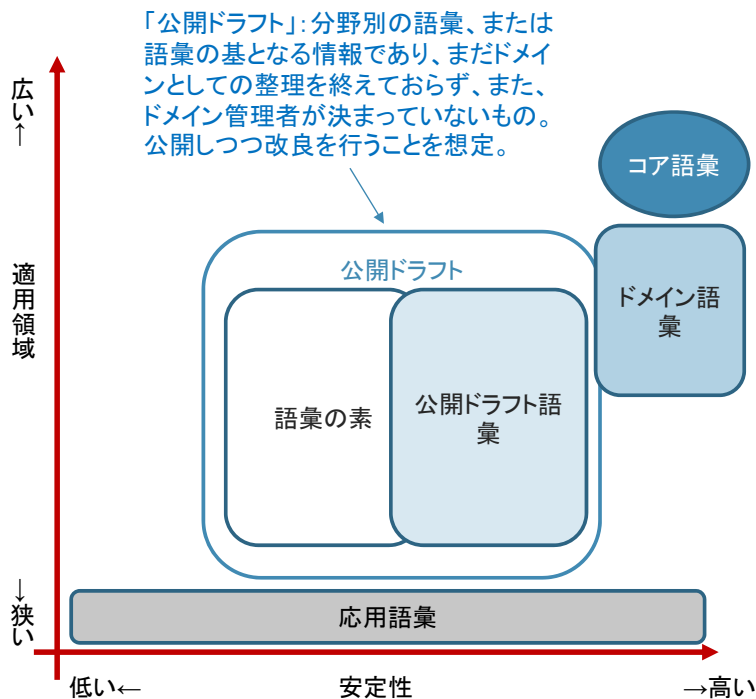 「公開ドラフト」：分野別の語彙、または
語彙の基となる情報であり、まだドメイ
ンとしての整理を終えておらず、また、
ドメイン管理者が決まっていないもの。
公開しつつ改良を行うことを想定。
広い→
コア語彙
公開ドラフト
ドメイン語
彙
適用領域
語彙の素
公開ドラフト語
彙
←狭い
応用語彙
低い←
安定性
→高い